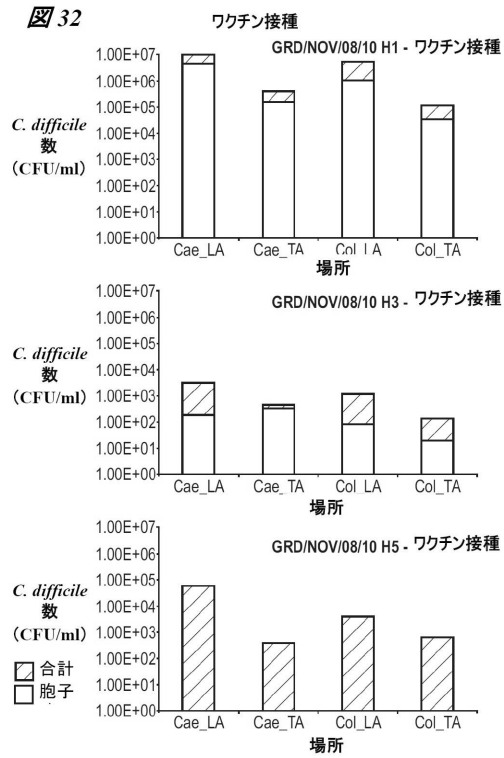 図 32
ワクチン接種
GRD/NOV/08/10 H1 - ワクチン接種
C. difficile
数
（CFU/ml）
1.00E+07
1.00E+06
1.00E+05
1.00E+04
1.00E+03
1.00E+02
1.00E+01
1.00E+00
Cae_LA Cae_TA Col_LA Col_TA
場所
GRD/NOV/08/10 H3 - ワクチン接種
C. difficile
数
（CFU/ml）
1.00E+07
1.00E+06
1.00E+05
1.00E+04
1.00E+03
1.00E+02
1.00E+01
1.00E+00
Cae_LA Cae_TA Col_LA Col_TA
場所
GRD/NOV/08/10 H5 - ワクチン接種
C. difficile
数
（CFU/ml）
1.00E+07
1.00E+06
1.00E+05
1.00E+04
1.00E+03
1.00E+02
1.00E+01
1.00E+00
合計
胞子
Cae_LA Cae_TA Col_LA Col_TA
場所